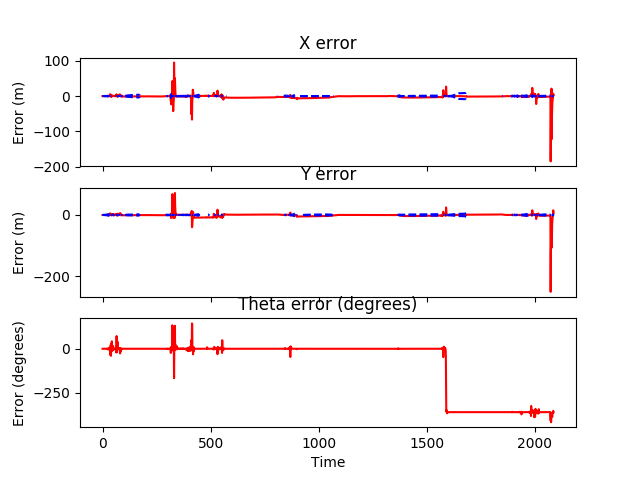 X error
100
0
−100
−200
Error (m)
Y error
0
−200
Error (m)
Theta error (degrees)
0
−250
Error (degrees)
0
500
1000
1500
2000
Time